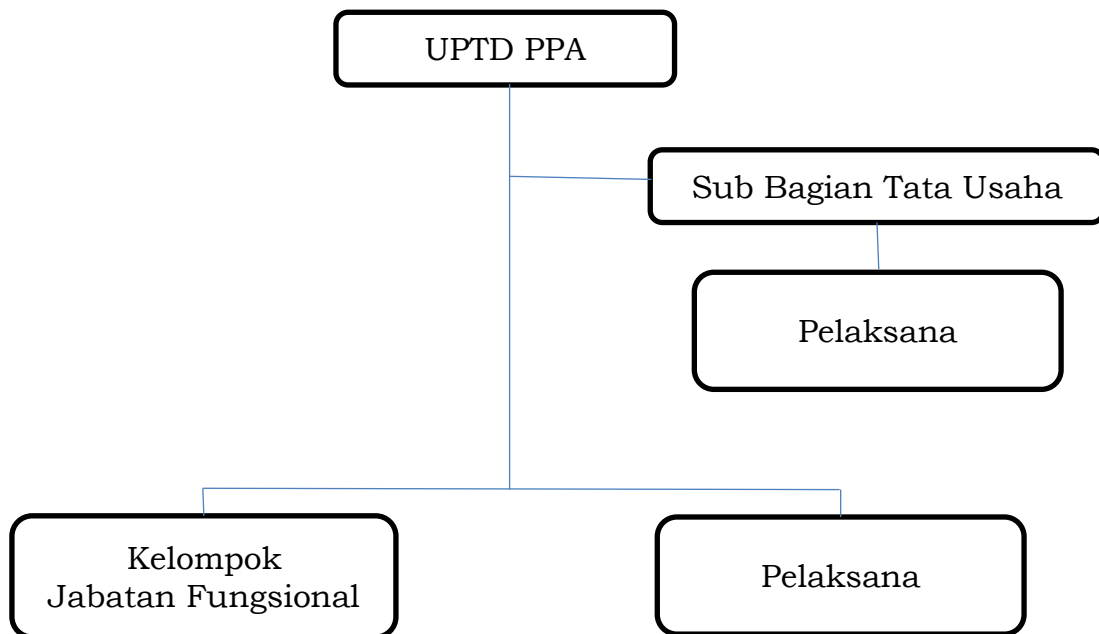 UPTD PPA
Sub Bagian Tata Usaha
Pelaksana
Kelompok
Jabatan Fungsional
Pelaksana